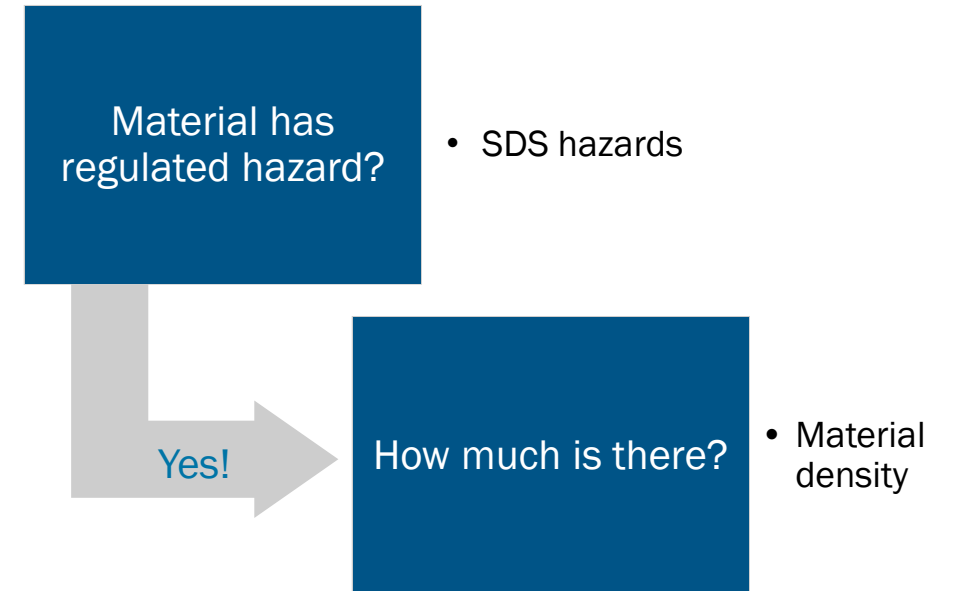 Material has
regulated hazard?
• SDS hazards
Yes!
How much is there?
• Material
density